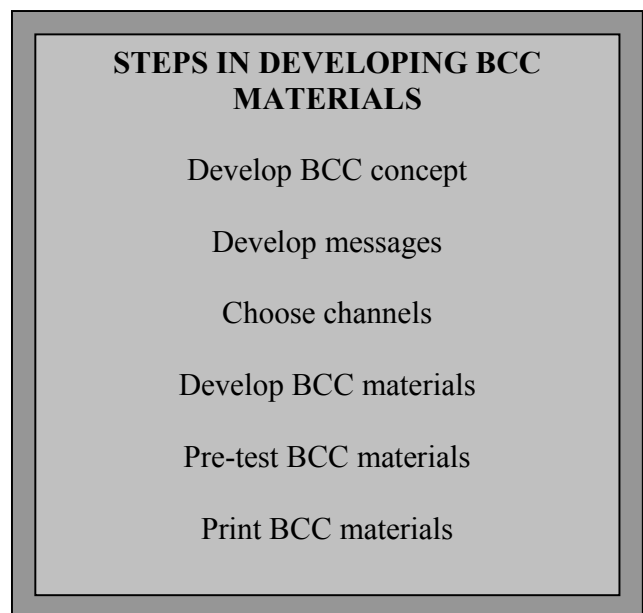 STEPS IN DEVELOPING BCC
MATERIALS
Develop BCC concept
Develop messages
Choose channels
Develop BCC materials
Pre-test BCC materials
Print BCC materials